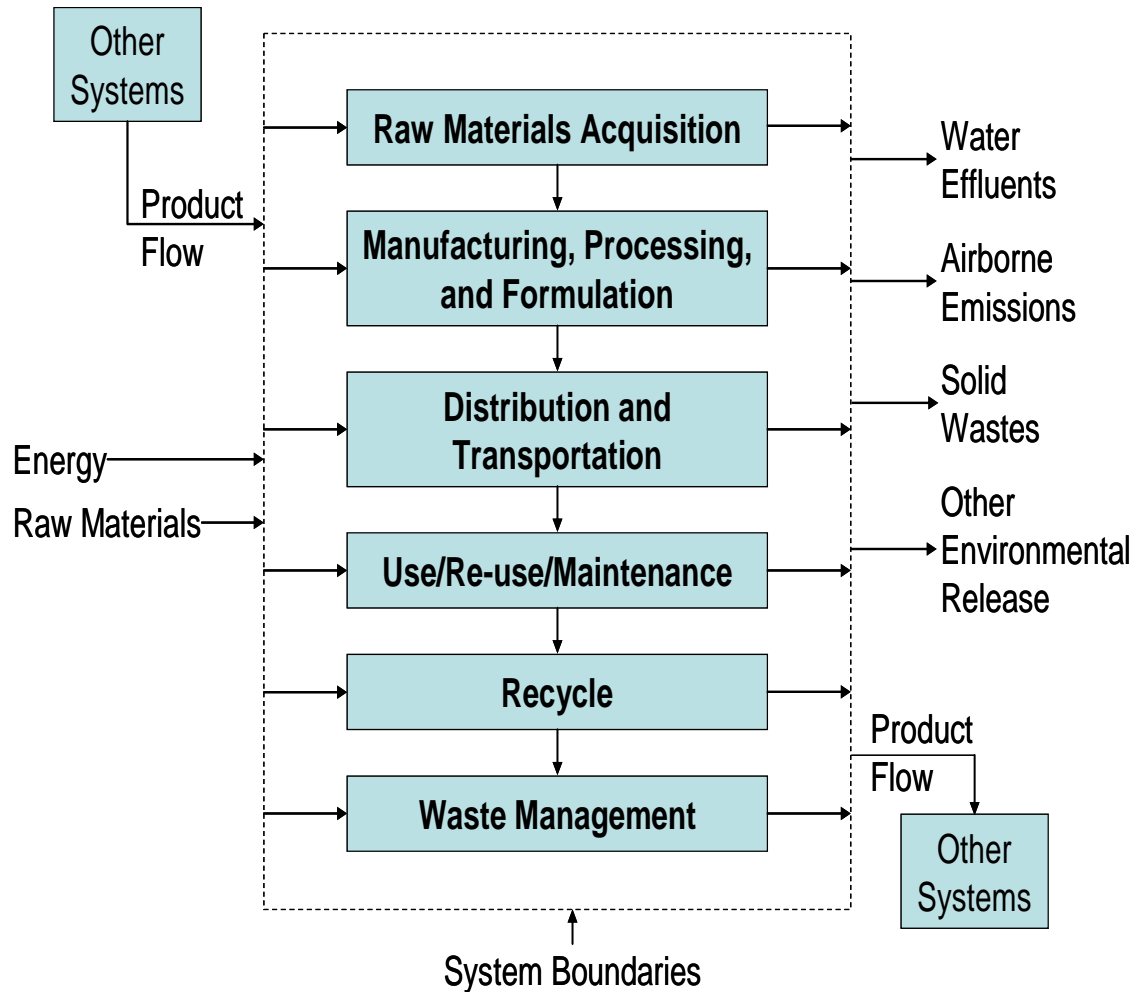 Other
Systems
Raw Materials Acquisition
Water
Effluents
Product
Flow
Manufacturing, Processing,
and Formulation
Airborne
Emissions
Distribution and
Transportation
Solid
Wastes
Energy
Raw Materials
Other
Environmental
Release
Use/Re-use/Maintenance
Recycle
Product
Flow
Waste Management
Other
Systems
System Boundaries